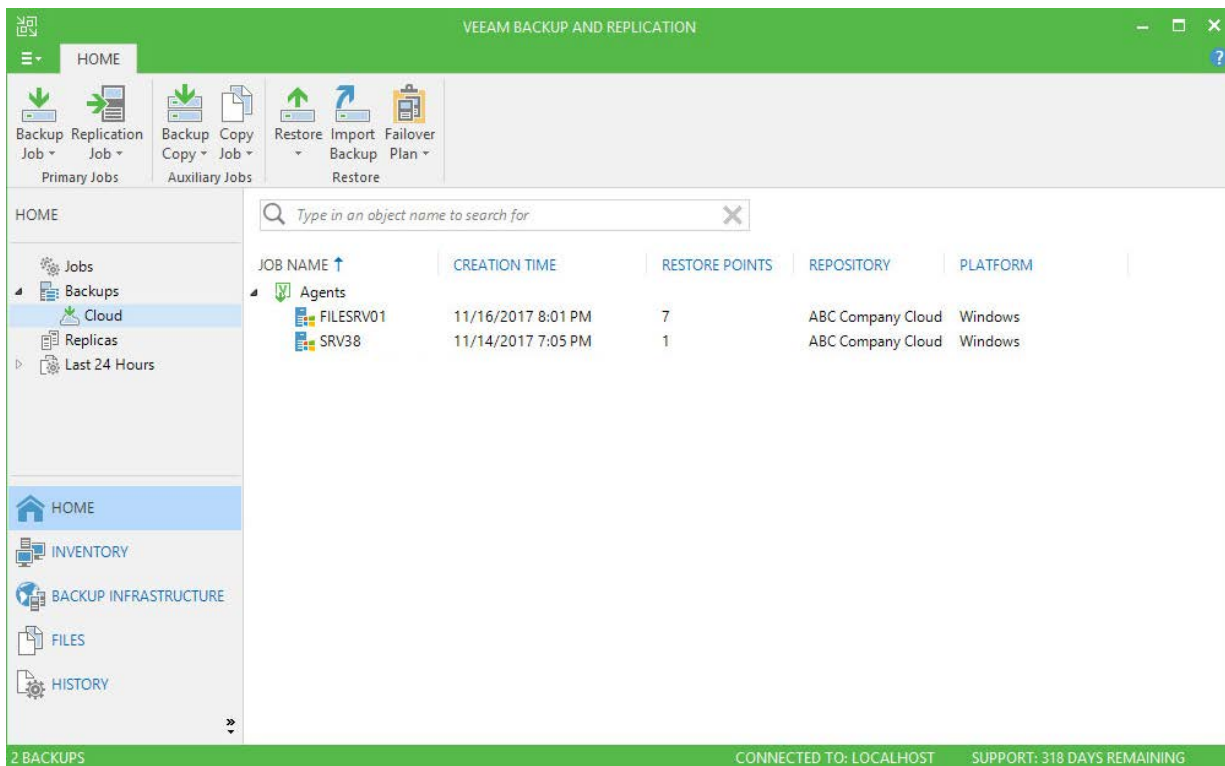 VEEAM BACKUP AND REPLICATION
HOME
?
Backup Job
Replication Job
Backup Copy
Copy Job
Restore
Import Backup
Failover Plan
Primary Jobs
Auxiliary Jobs
Restore
HOME
Type in an object name to search for
Jobs
Backups
Cloud
Replicas
Last 24 Hours
JOB NAME CREATION TIME RESTORE POINTS REPOSITORY PLATFORM
Agents
FILESRV01 11/16/2017 8:01 PM 7 ABC Company Cloud Windows
SRV38 11/14/2017 7:05 PM 1 ABC Company Cloud Windows
HOME
INVENTORY
BACKUP INFRASTRUCTURE
FILES
HISTORY
2 BACKUPS CONNECTED TO: LOCALHOST SUPPORT: 318 DAYS REMAINING